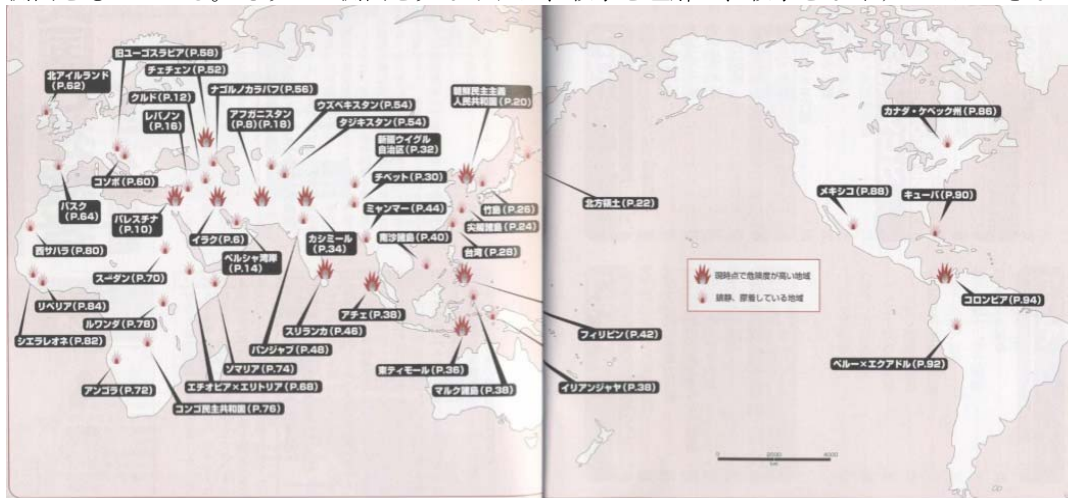 旧ユーゴスラビア(P.58)
北アイルランド
(P.62)
チェチェン(P.52)
ナゴルノカラバフ(P.56)
クルド(P.12)
ウズベキスタン(P.54)
レバノン
(P.16)
アフガニスタン
(P.8)(P.18)
タジキスタン(P.54)
新疆ウイグル
自治区(P.32)
朝鮮民主主義
人民共和国(P.20)
カナダ・ケベック州(P.86)
コソボ(P.60)
チベット(P.30)
バスク
(P.64)
パレスチナ
(P.10)
ミャンマー(P.44)
竹島(P.26)
北方領土(P.22)
メキシコ(P.88)
キューバ(P.90)
イラク(P.6)
カシミール
(P.34)
南沙諸島(P.40)
尖閣諸島(P.24)
台湾(P.28)
西サハラ(P.80)
ペルシャ湾岸
(P.14)
スーダン(P.70)
現時点で危険度が高い地域
鎮静、膠着している地域
リベリア(P.84)
アチェ(P.38)
コロンビア(P.94)
ルワンダ(P.78)
スリランカ(P.46)
フィリピン(P.42)
シエラレオネ(P.82)
パンジャブ(P.48)
ソマリア(P.74)
東ティモール(P.36)
ペルー×エクアドル(P.92)
アンゴラ(P.72)
エチオピア×エリトリア(P.68)
マルク諸島(P.38)
イリアンジャヤ(P.38)
コンゴ民主共和国(P.76)
0 2000 4000
km